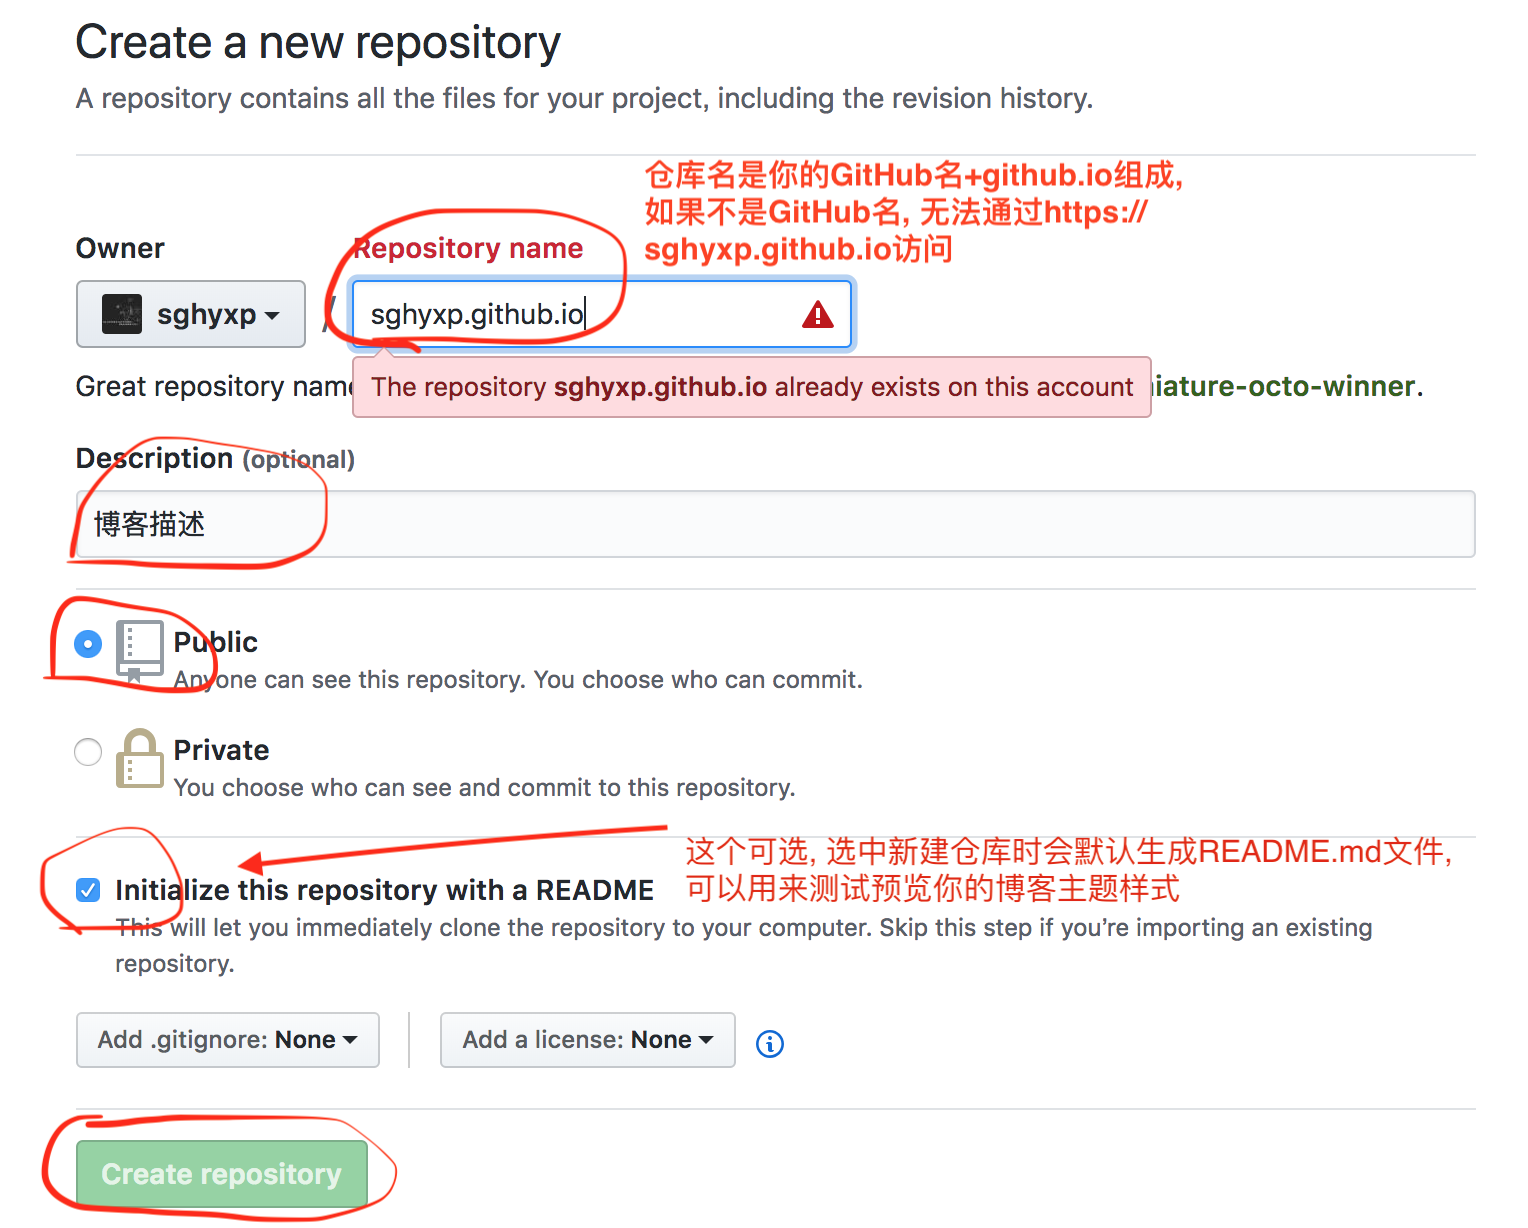 Create a new repository
A repository contains all the files for your project, including the revision history.
仓库名是你的GitHub名+github.io组成,
如果不是GitHub名, 无法通过https://
sghyxp.github.io访问
Owner
Repository name
sghyxp
/
sghyxp.github.io
The repository sghyxp.github.io already exists on this account
Great repository name
iature-octo-winner.
Description (optional)
博客描述
Public
Anyone can see this repository. You choose who can commit.
Private
You choose who can see and commit to this repository.
这个可选, 选中新建仓库时会默认生成README.md文件,
可以用来测试预览你的博客主题样式
Initialize this repository with a README
This will let you immediately clone the repository to your computer. Skip this step if you’re importing an existing
repository.
Add .gitignore: None
Add a license: None
Create repository